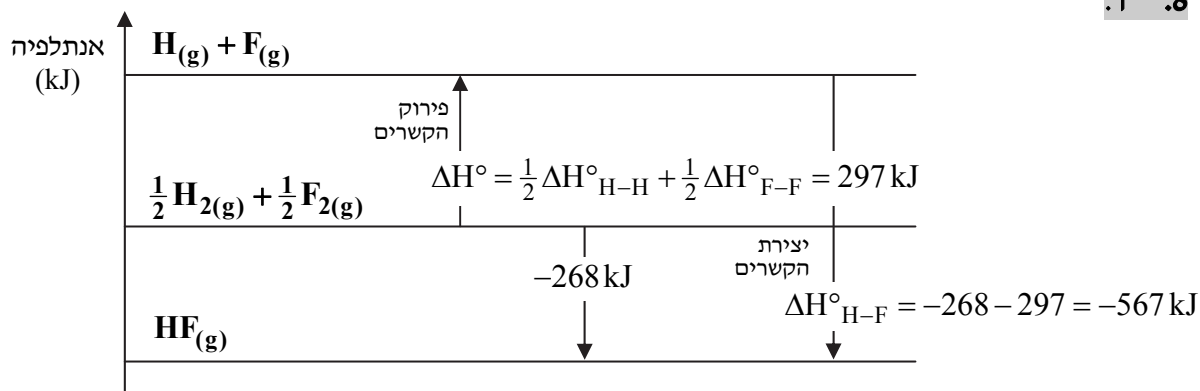 א. 1.
אנתלפיה
(kJ)
H(g) + F(g)
פירוק
הקשרים
ΔH° = ½ ΔH°H–H + ½ ΔH°F–F = 297 kJ
½ H2(g) + ½ F2(g)
–268 kJ
יצירת
הקשרים
ΔH°H–F = –268 – 297 = –567 kJ
HF(g)